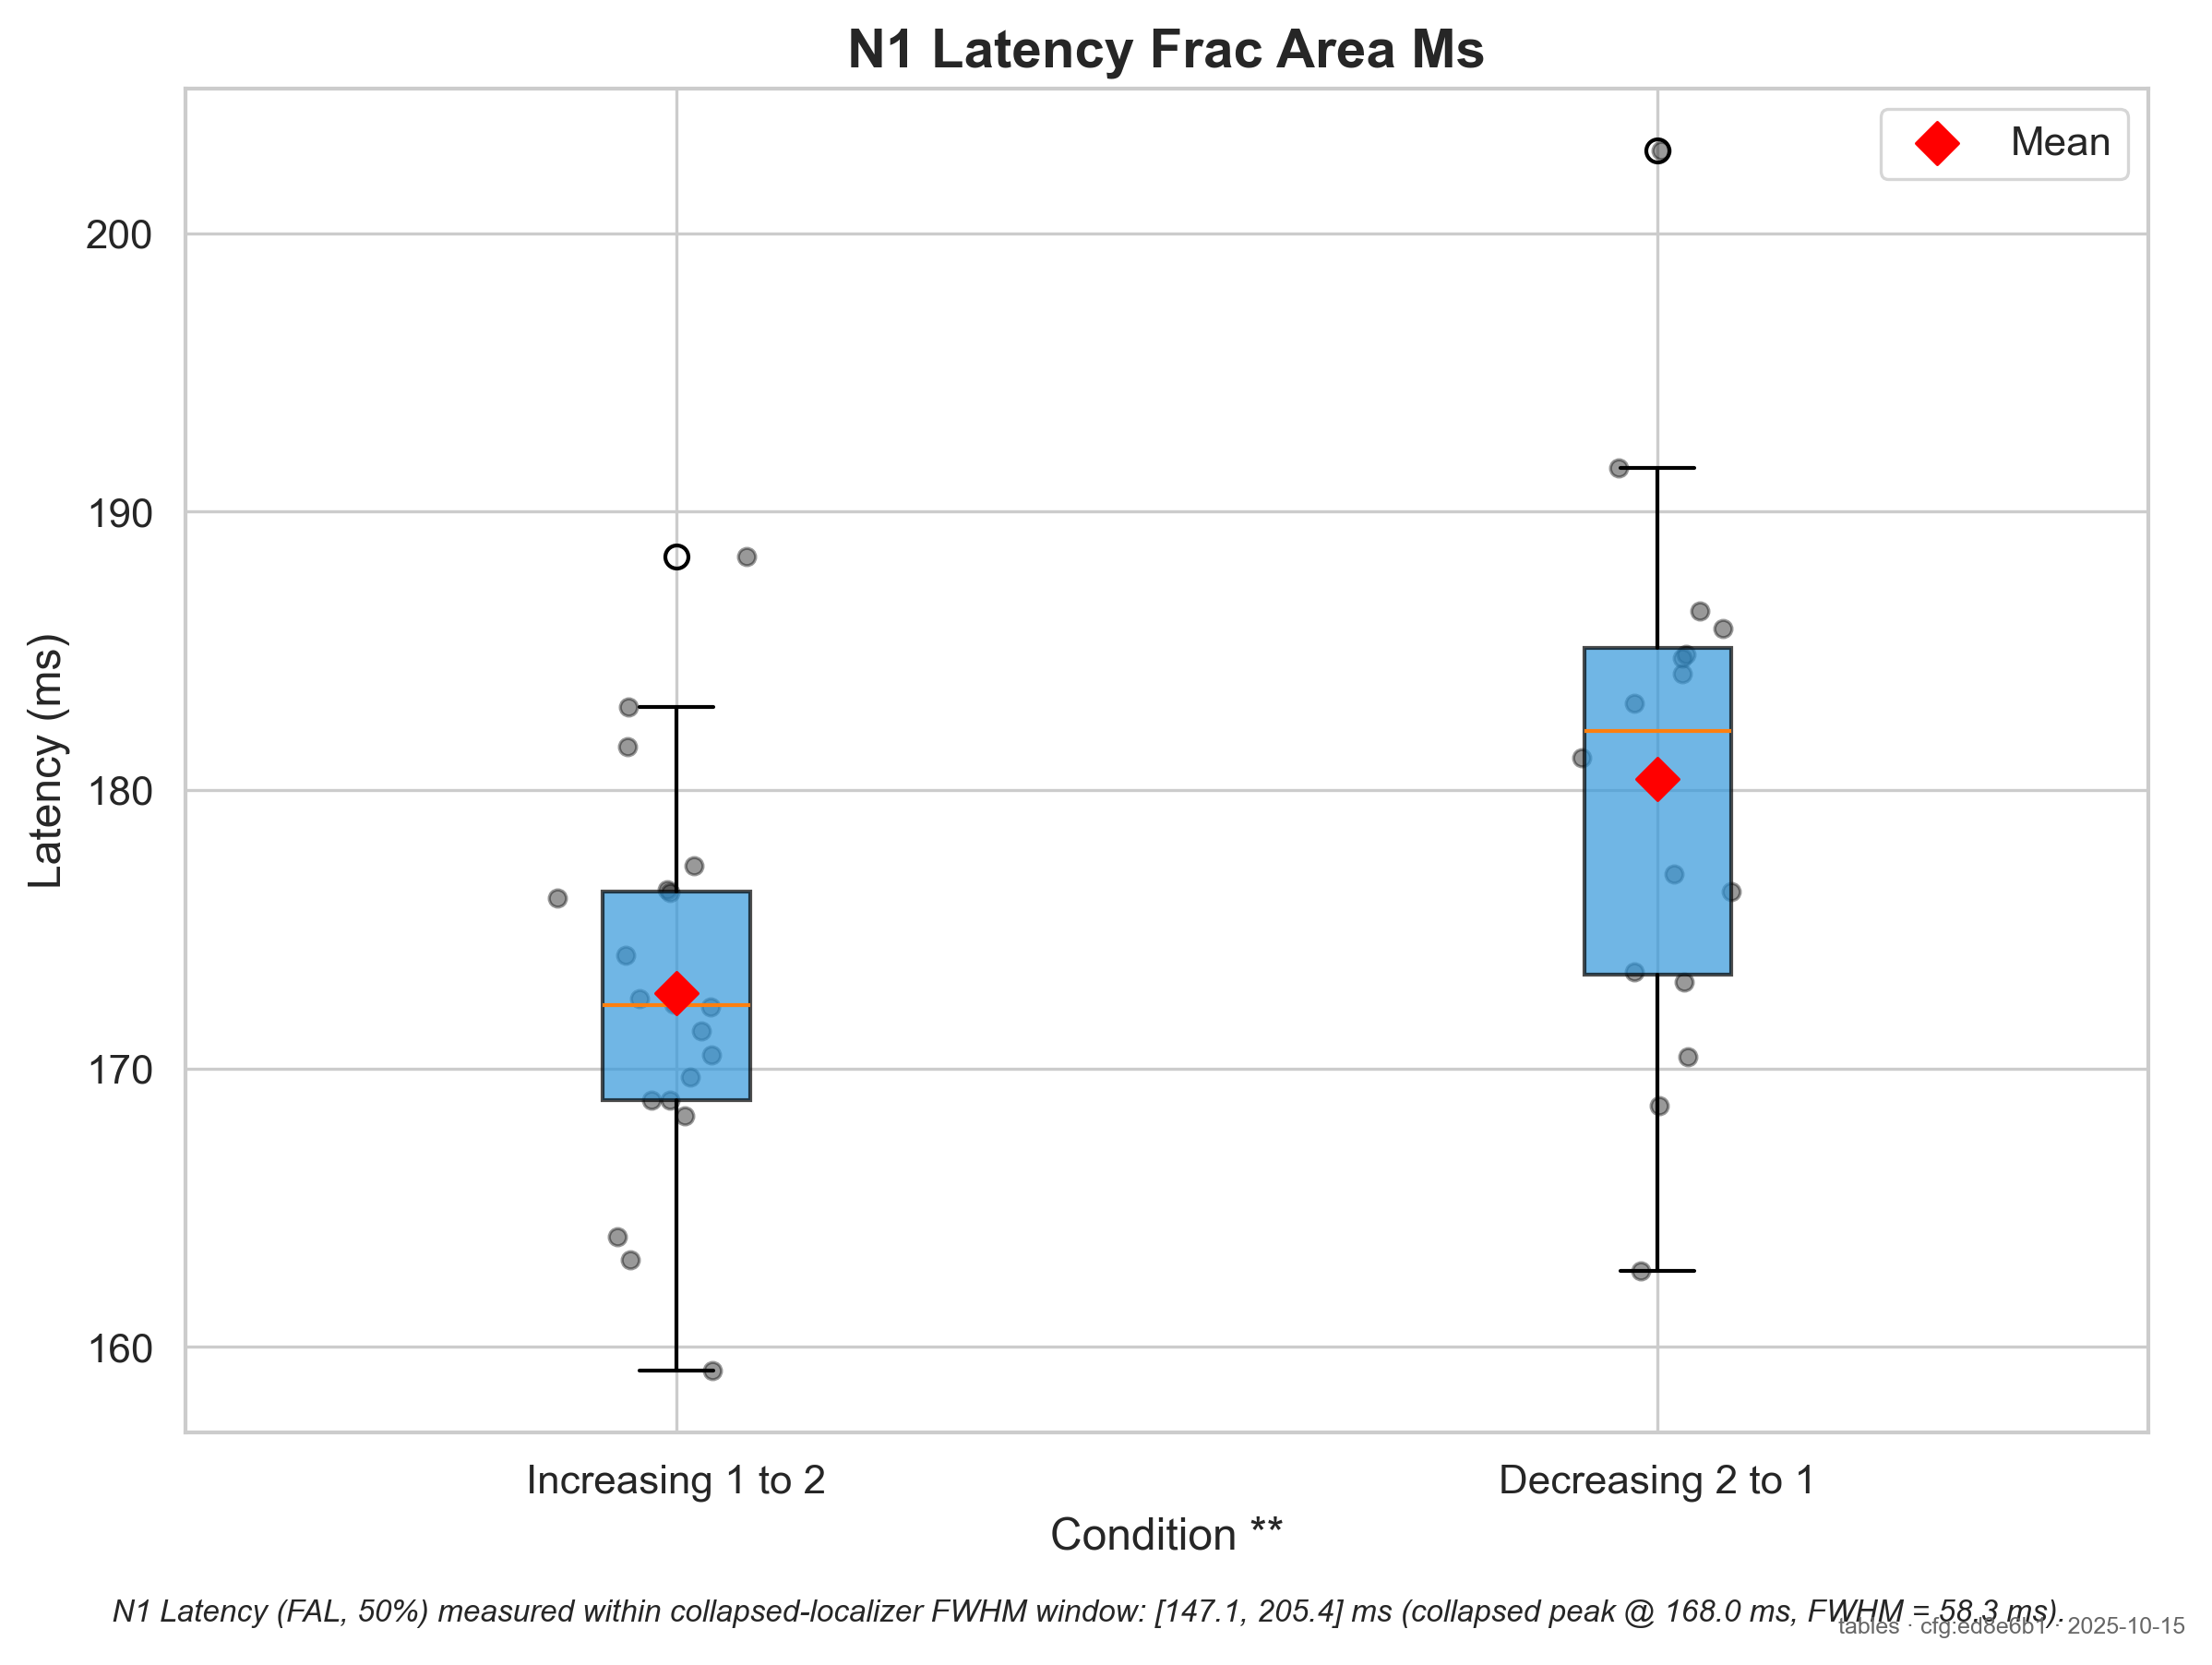 N1 Latency Frac Area Ms
Mean
200
190
180
170
160
Latency (ms)
Increasing 1 to 2
Decreasing 2 to 1
Condition **
N1 Latency (FAL, 50%) measured within collapsed-localizer FWHM window: [147.1, 205.4] ms (collapsed peak @ 168.0 ms, FWHM = 58.3 ms).
tables · cfg:ed8e6b1 · 2025-10-15